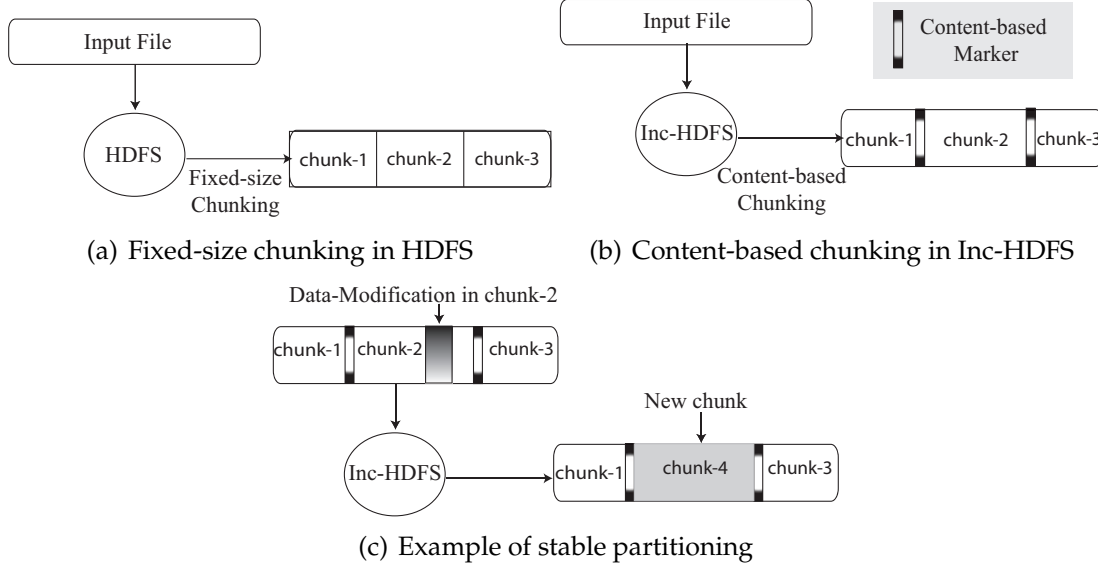 Input File
HDFS
Fixed-size
Chunking
chunk-1 chunk-2 chunk-3
(a) Fixed-size chunking in HDFS
Input File
Content-based
Marker
Inc-HDFS
Content-based
Chunking
chunk-1 chunk-2 chunk-3
(b) Content-based chunking in Inc-HDFS
Data-Modification in chunk-2
chunk-1 chunk-2 chunk-3
Inc-HDFS
New chunk
chunk-1 chunk-4 chunk-3
(c) Example of stable partitioning